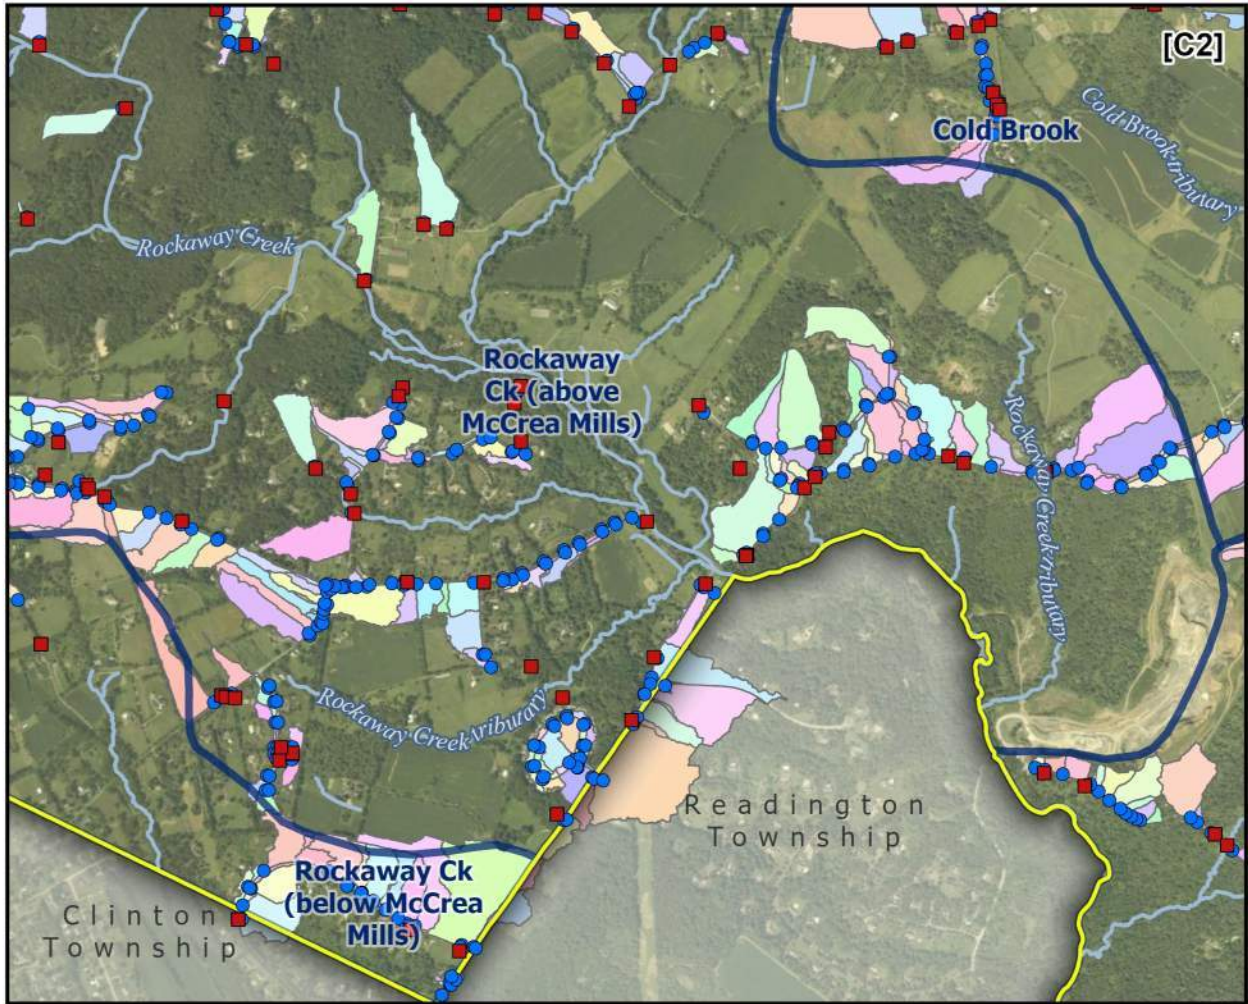 [C2]
Cold Brook
Cold Brook tributary
Rockaway Creek
Rockaway
Ck (above
McCrea Mills)
Rockaway Creek tributary
Rockaway Creek tributary
Readington
Township
Rockaway Ck
(below McCrea
Mills)
Clinton
Township